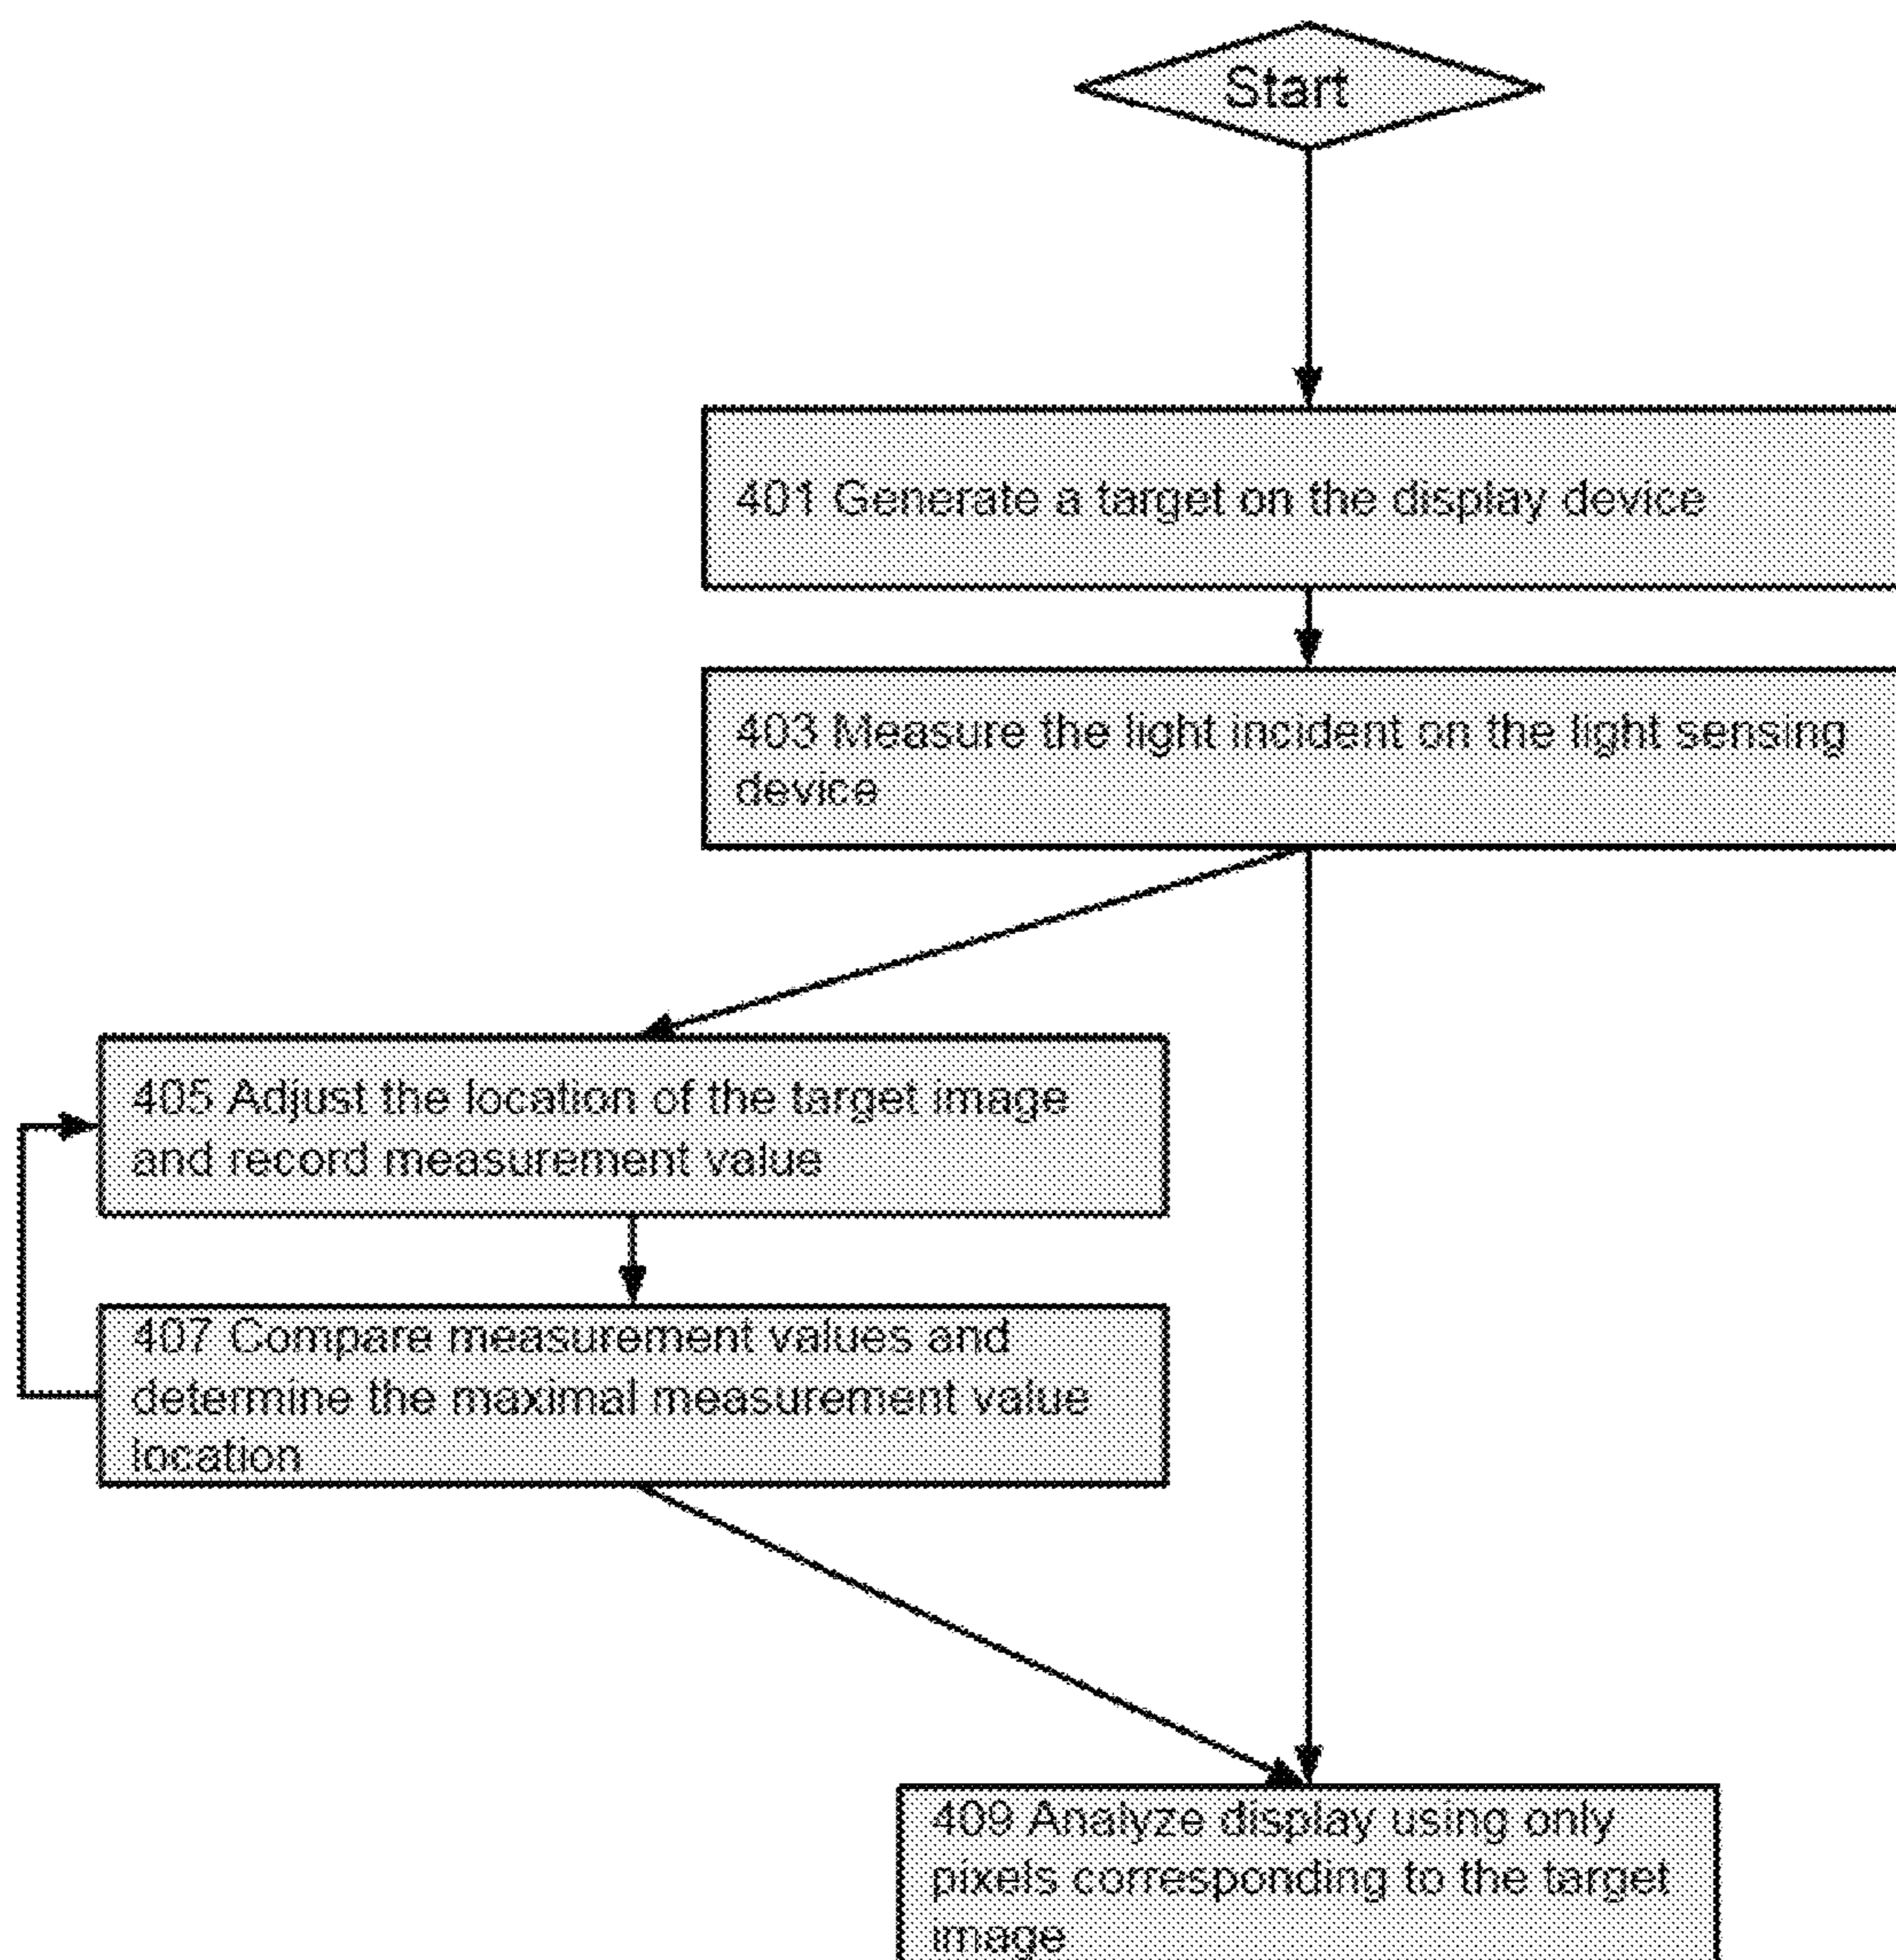 Start
401 Generate a target on the display device
403 Measure the light incident on the light sensing
device
405 Adjust the location of the target image
and record measurement value
407 Compare measurement values and
determine the maximal measurement value
location
409 Analyze display using only
pixels corresponding to the target
image